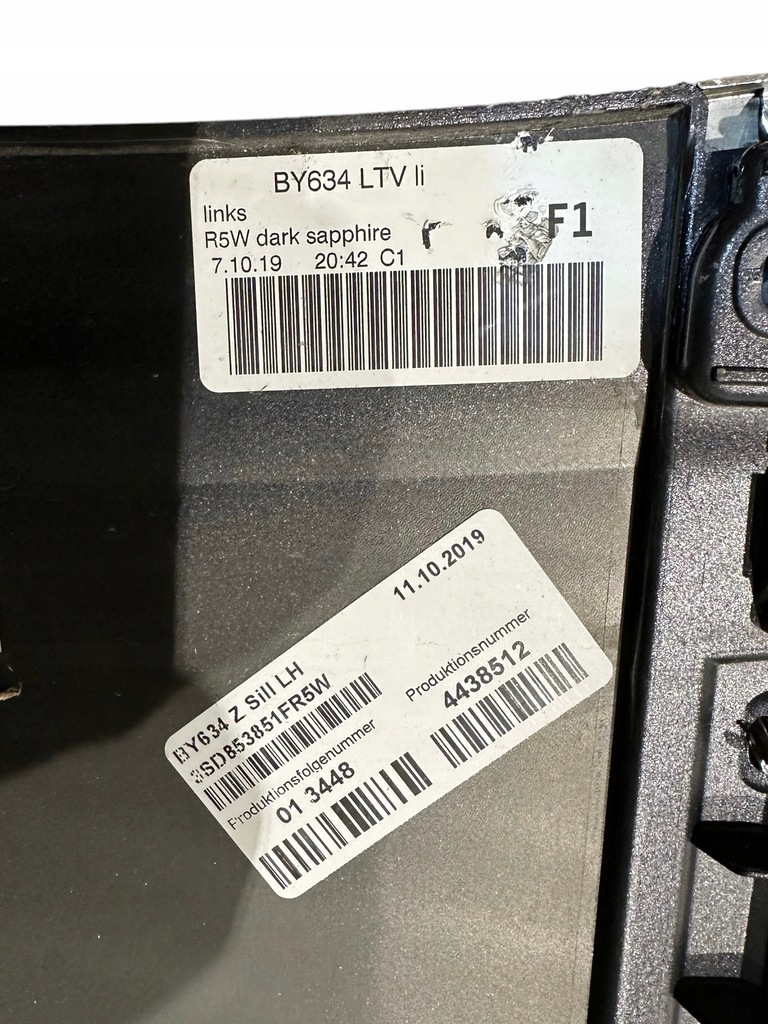 BY634 LTV li
links
R5W dark sapphire
F1
7.10.19 20:42 C1
11.10.2019
BY634 Z Sill LH
3SD853851FR5W
Produktionsfolgenummer
01 3448
Produktionsnummer
4438512